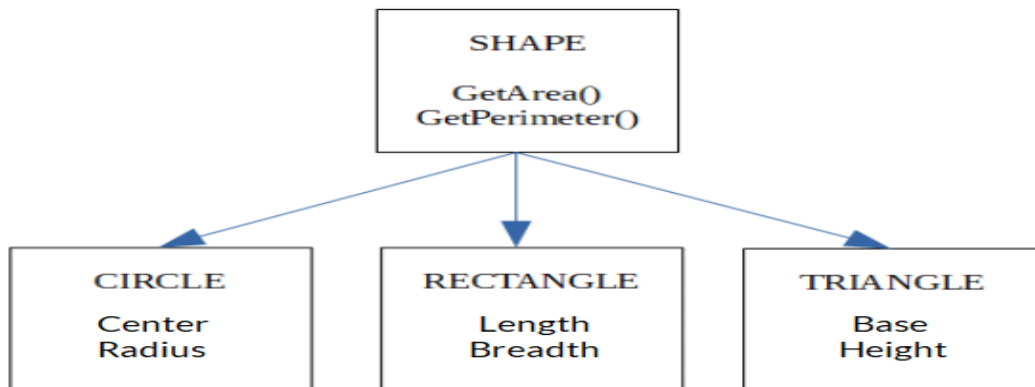 SHAPE
GetArea()
GetPerimeter()
CIRCLE
Center
Radius
RECTANGLE
Length
Breadth
TRIANGLE
Base
Height